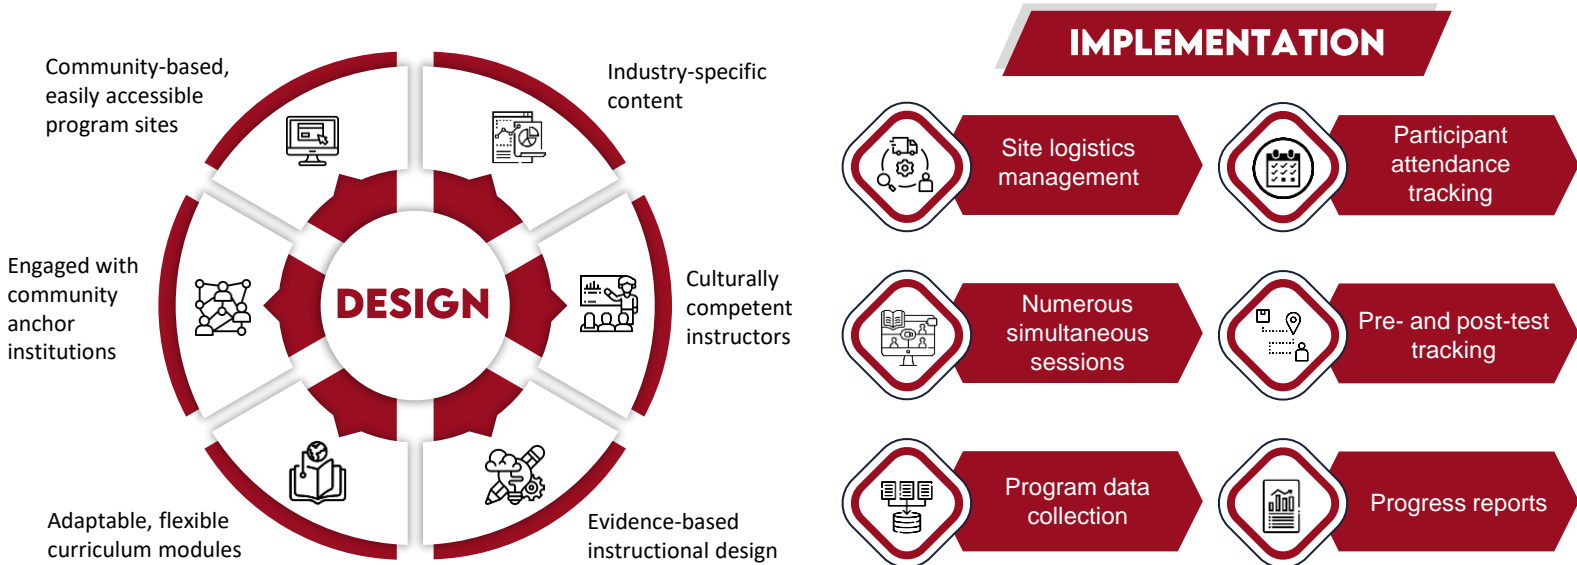 Community-based,
easily accessible
program sites
Industry-specific
content
Engaged with
community
anchor
institutions
DESIGN
Culturally
competent
instructors
Adaptable, flexible
curriculum modules
Evidence-based
instructional design
IMPLEMENTATION
Site logistics
management
Participant
attendance
tracking
Numerous
simultaneous
sessions
Pre- and post-test
tracking
Program data
collection
Progress reports